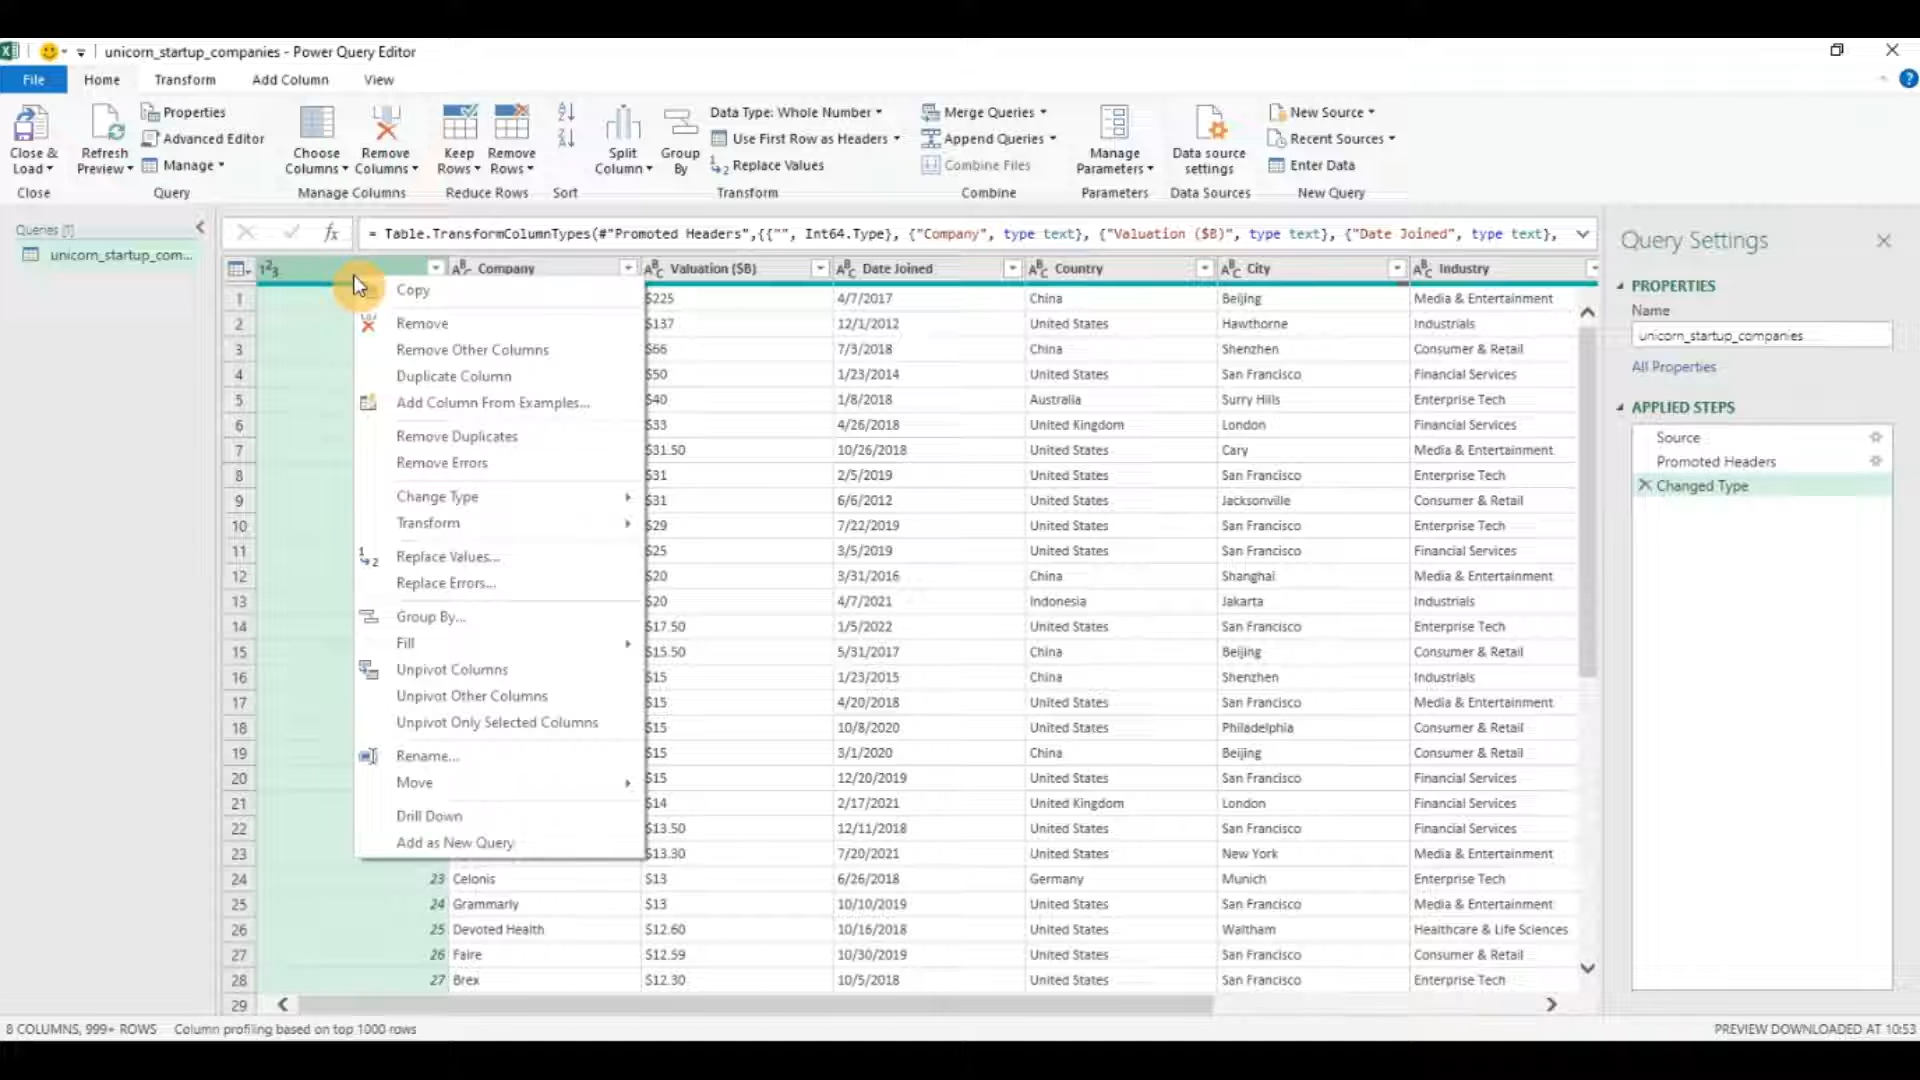 unicorn_startup_companies - Power Query Editor
File Home Transform Add Column View
Close & Load
Close
Refresh Preview
Properties
Advanced Editor
Manage
Query
Choose Columns
Remove Columns
Manage Columns
Keep Rows
Remove Rows
Reduce Rows
Sort
Split Column
Group By
Data Type: Whole Number
Use First Row as Headers
Replace Values
Transform
Merge Queries
Append Queries
Combine Files
Combine
Manage Parameters
Parameters
Data source settings
Data Sources
New Source
Recent Sources
Enter Data
New Query
Queries [1]
unicorn_startup_com...
fx = Table.TransformColumnTypes(#"Promoted Headers",{{"", Int64.Type}, {"Company", type text}, {"Valuation ($B)", type text}, {"Date Joined", type text},
123 ABC Company ABC Valuation ($B) ABC Date Joined ABC Country ABC City ABC Industry
1 $225 4/7/2017 China Beijing Media & Entertainment
2 $137 12/1/2012 United States Hawthorne Industrials
3 $66 7/3/2018 China Shenzhen Consumer & Retail
4 $50 1/23/2014 United States San Francisco Financial Services
5 $40 1/8/2018 Australia Surry Hills Enterprise Tech
6 $33 4/26/2018 United Kingdom London Financial Services
7 $31.50 10/26/2018 United States Cary Media & Entertainment
8 $31 2/5/2019 United States San Francisco Enterprise Tech
9 $31 6/6/2012 United States Jacksonville Consumer & Retail
10 $29 7/22/2019 United States San Francisco Enterprise Tech
11 $25 3/5/2019 United States San Francisco Financial Services
12 $20 3/31/2016 China Shanghai Media & Entertainment
13 $20 4/7/2021 Indonesia Jakarta Industrials
14 $17.50 1/5/2022 United States San Francisco Enterprise Tech
15 $15.50 5/31/2017 China Beijing Consumer & Retail
16 $15 1/23/2015 China Shenzhen Industrials
17 $15 4/20/2018 United States San Francisco Media & Entertainment
18 $15 10/8/2020 United States Philadelphia Consumer & Retail
19 $15 3/1/2020 China Beijing Consumer & Retail
20 $15 12/20/2019 United States San Francisco Financial Services
21 $14 2/17/2021 United Kingdom London Financial Services
22 $13.50 12/11/2018 United States San Francisco Financial Services
23 $13.30 7/20/2021 United States New York Media & Entertainment
24 23 Celonis $13 6/26/2018 Germany Munich Enterprise Tech
25 24 Grammarly $13 10/10/2019 United States San Francisco Media & Entertainment
26 25 Devoted Health $12.60 10/16/2018 United States Waltham Healthcare & Life Sciences
27 26 Faire $12.59 10/30/2019 United States San Francisco Consumer & Retail
28 27 Brex $12.30 10/5/2018 United States San Francisco Enterprise Tech
29
Copy
Remove
Remove Other Columns
Duplicate Column
Add Column From Examples...
Remove Duplicates
Remove Errors
Change Type
Transform
Replace Values...
Replace Errors...
Group By...
Fill
Unpivot Columns
Unpivot Other Columns
Unpivot Only Selected Columns
Rename...
Move
Drill Down
Add as New Query
Query Settings
PROPERTIES
Name
unicorn_startup_companies
All Properties
APPLIED STEPS
Source
Promoted Headers
Changed Type
8 COLUMNS, 999+ ROWS Column profiling based on top 1000 rows
PREVIEW DOWNLOADED AT 10:53